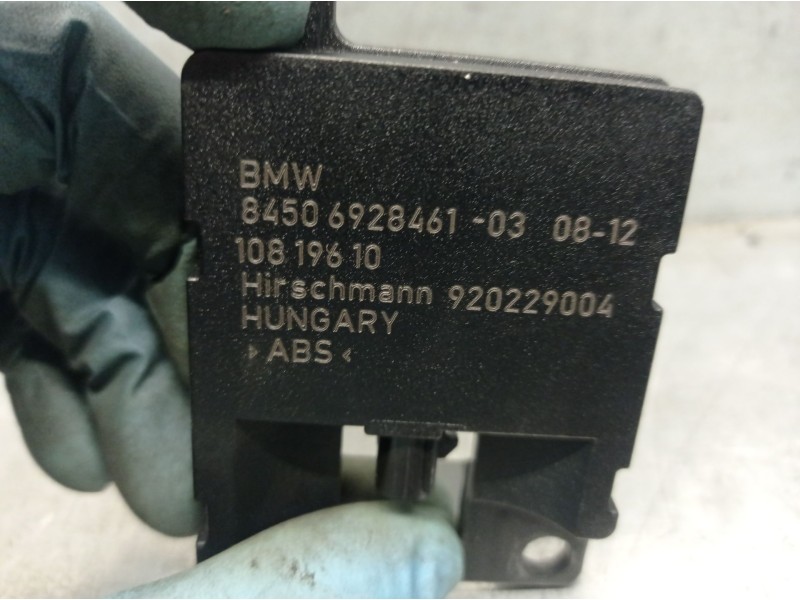 BMW
8450 6928461-03 08-12
108 196 10
Hirschmann 920229004
HUNGARY
>ABS<